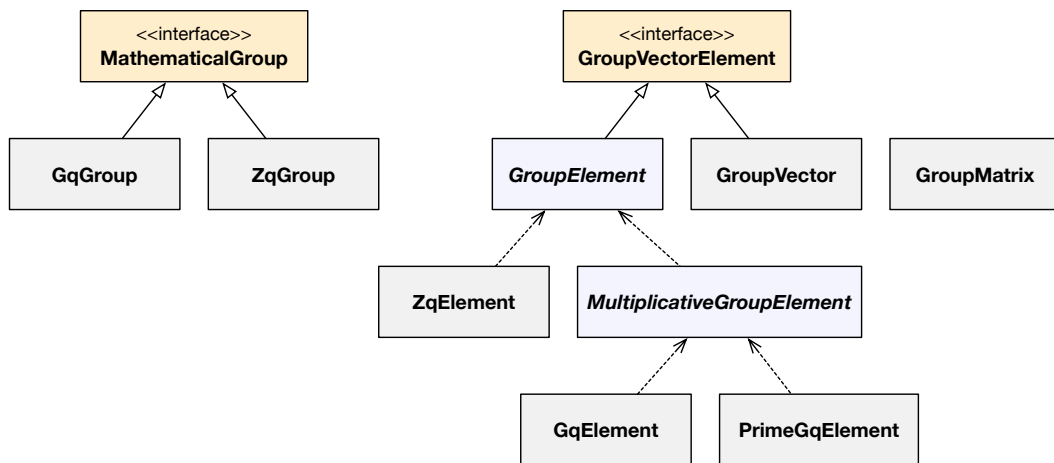 <<interface>>
MathematicalGroup
<<interface>>
GroupVectorElement
GqGroup
ZqGroup
GroupElement
GroupVector
GroupMatrix
ZqElement
MultiplicativeGroupElement
GqElement
PrimeGqElement